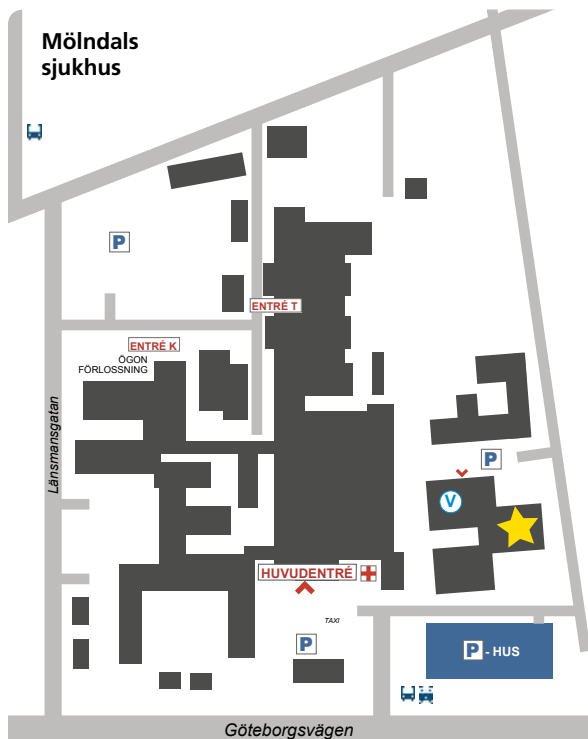 Mölndals
sjukhus
P
ENTRÉ T
ENTRÉ K
ÖGON
FÖRLOSSNING
Länsmansgatan
P
V
HUVUDENTRÉ
TAXI
P
P - HUS
Göteborgsvägen